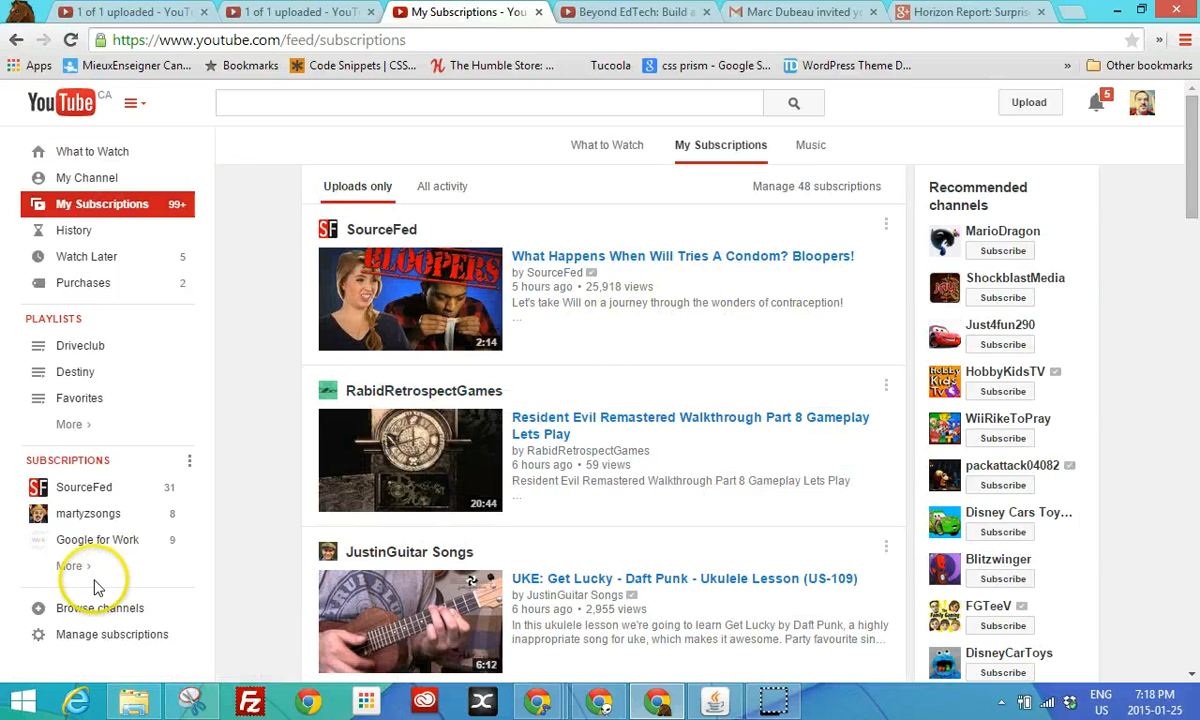 1 of 1 uploaded - YouT
1 of 1 uploaded - YouT
My Subscriptions - You
Beyond EdTech: Build a
Marc Dubeau invited yo
Horizon Report: Surpris
https://www.youtube.com/feed/subscriptions
Apps
MieuxEnseigner Can...
Bookmarks
Code Snippets | CSS...
The Humble Store: ...
Tucoola
css prism - Google S...
WordPress Theme D...
Other bookmarks
YouTube CA
Upload
5
What to Watch
My Subscriptions
Music
What to Watch
My Channel
My Subscriptions 99+
History
Watch Later 5
Purchases 2
PLAYLISTS
Driveclub
Destiny
Favorites
More ›
SUBSCRIPTIONS
SourceFed 31
martyzsongs 8
Google for Work 9
More ›
Browse channels
Manage subscriptions
Uploads only
All activity
Manage 48 subscriptions
SF SourceFed
BLOOPERS!
2:14
What Happens When Will Tries A Condom? Bloopers!
by SourceFed
5 hours ago • 25,918 views
Let's take Will on a journey through the wonders of contraception!
...
RabidRetrospectGames
20:44
Resident Evil Remastered Walkthrough Part 8 Gameplay
Lets Play
by RabidRetrospectGames
6 hours ago • 59 views
Resident Evil Remastered Walkthrough Part 8 Gameplay Lets Play
...
JustinGuitar Songs
6:12
UKE: Get Lucky - Daft Punk - Ukulele Lesson (US-109)
by JustinGuitar Songs
6 hours ago • 2,955 views
In this ukulele lesson we're going to learn Get Lucky by Daft Punk, a highly
inappropriate song for uke, which makes it awesome. Party favourite sin...
Recommended
channels
MarioDragon
Subscribe
ShockblastMedia
Subscribe
Just4fun290
Subscribe
HobbyKidsTV
Subscribe
WiiRikeToPray
Subscribe
packattack04082
Subscribe
Disney Cars Toy...
Subscribe
Blitzwinger
Subscribe
FGTeeV
Subscribe
DisneyCarToys
Subscribe
ENG
US
7:18 PM
2015-01-25